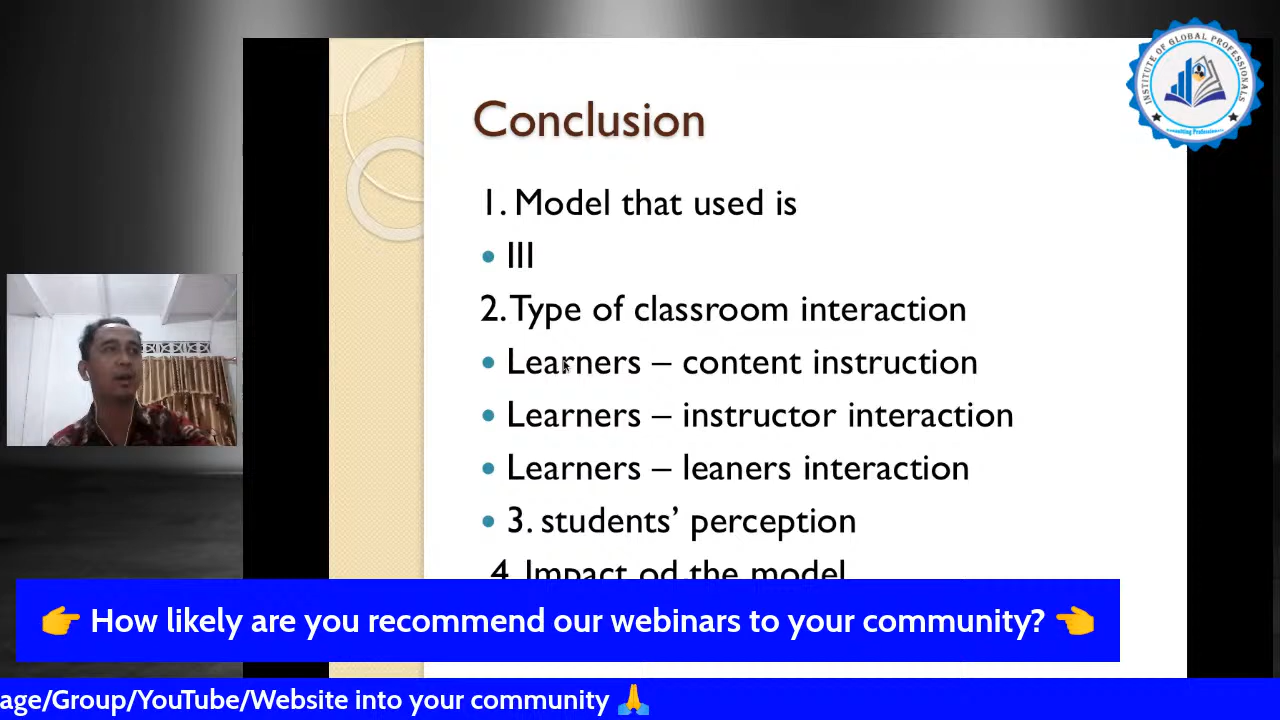 Conclusion
1. Model that used is
• III
2. Type of classroom interaction
• Learners – content instruction
• Learners – instructor interaction
• Learners – leaners interaction
• 3. students’ perception
4. Impact od the model
INSTITUTE OF GLOBAL PROFESSIONALS
Consulting Professionals
👉 How likely are you recommend our webinars to your community? 👈
age/Group/YouTube/Website into your community 🙏